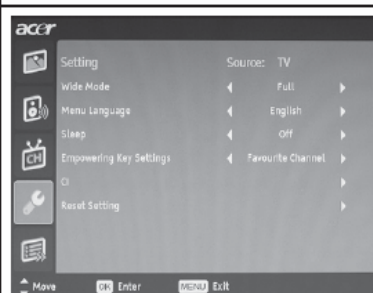 acer
Setting Source: TV
Wide Mode Full
Menu Language English
Sleep Off
Empowering Key Settings Favourite Channel
CI
Reset Setting
CH
Move OK Enter MENU Exit